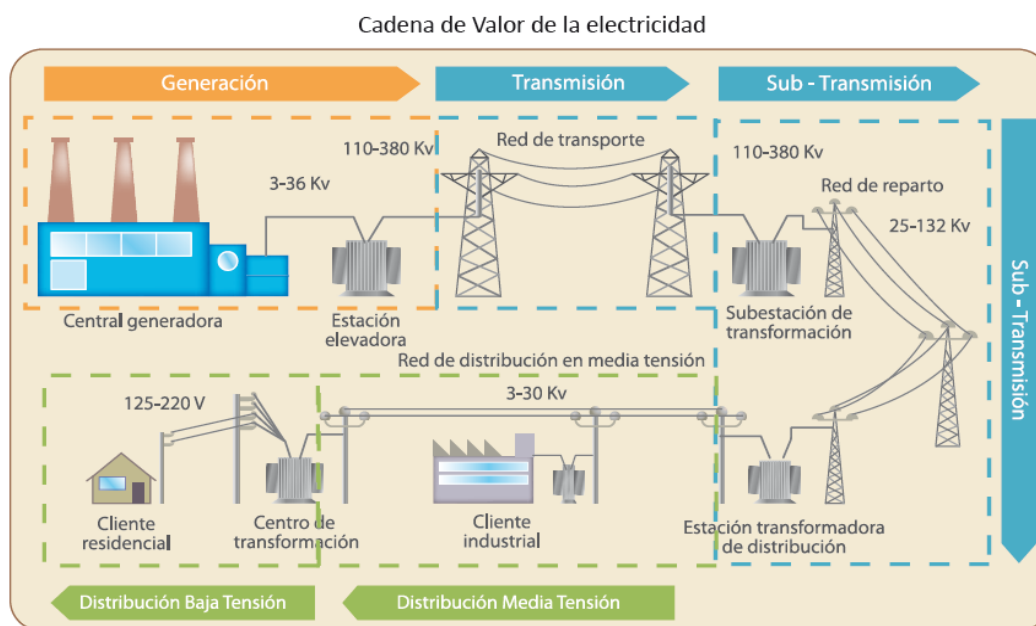 Cadena de Valor de la electricidad
Generación
Transmisión
Sub - Transmisión
110-380 Kv
Red de transporte
110-380 Kv
3-36 Kv
Red de reparto
25-132 Kv
Central generadora
Estación
elevadora
Subestación de
transformación
Sub - Transmisión
Red de distribución en media tensión
125-220 V
3-30 Kv
Cliente
residencial
Centro de
transformación
Cliente
industrial
Estación transformadora
de distribución
Distribución Baja Tensión
Distribución Media Tensión